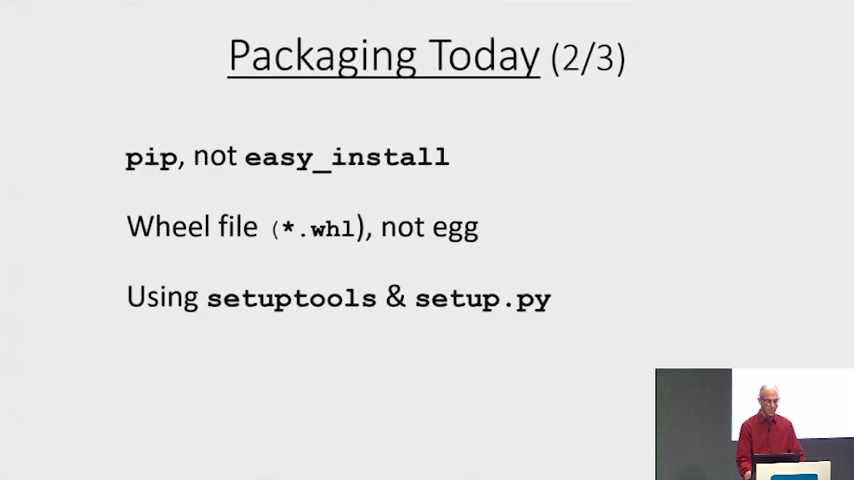 Packaging Today (2/3)
pip, not easy_install
Wheel file (*.whl), not egg
Using setuptools & setup.py